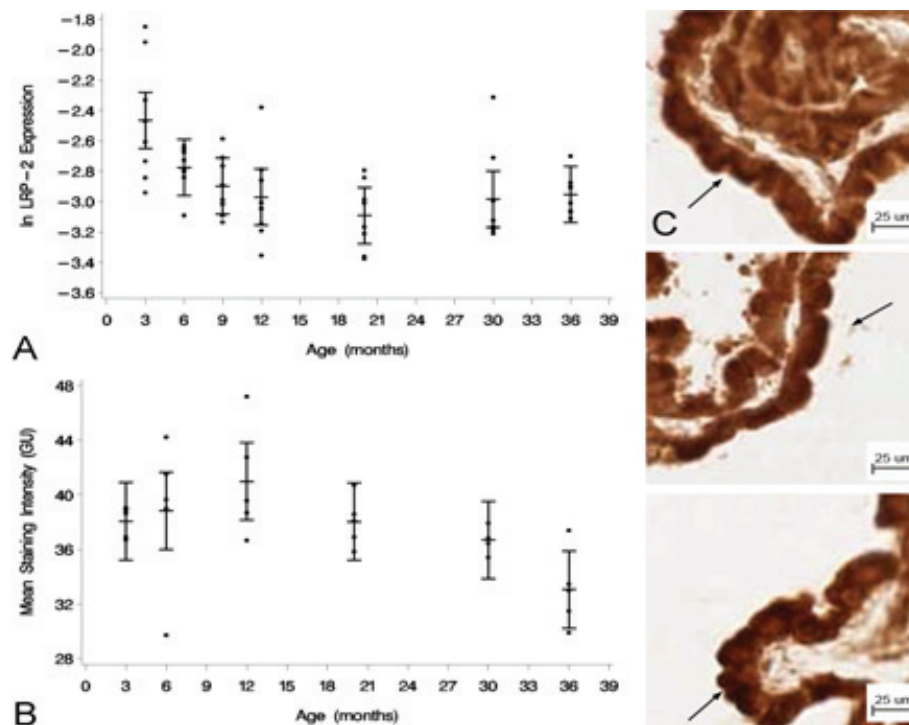 −1.8
−2.0
−2.2
−2.4
−2.6
−2.8
−3.0
−3.2
−3.4
−3.6
ln LRP−2 Expression
0 3 6 9 12 15 18 21 24 27 30 33 36 39
Age (months)
A
48
44
40
36
32
28
Mean Staining Intensity (GU)
0 3 6 9 12 15 18 21 24 27 30 33 36 39
Age (months)
B
C
25 um
25 um
25 um